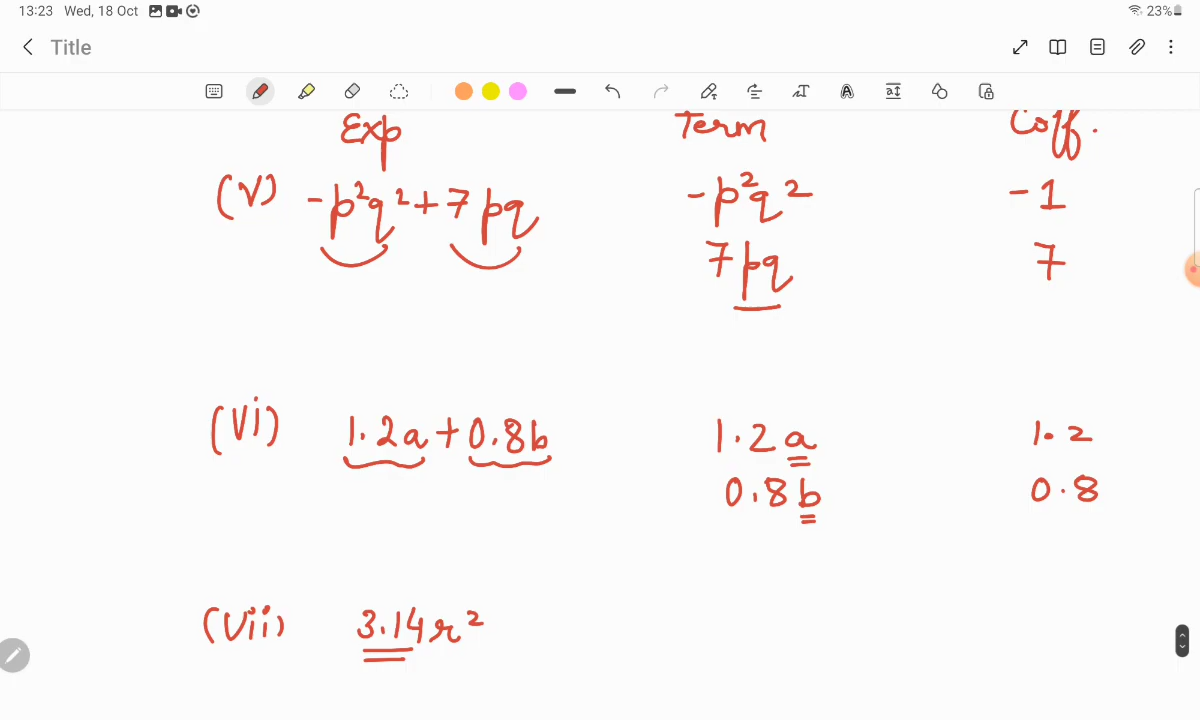 13:23 Wed, 18 Oct 23%
Title
Exp Term Coff.
(V) -p²q²+7pq -p²q² -1
7pq 7
(Vi) 1.2a+0.8b 1.2a 1.2
0.8b 0.8
(Vii) 3.14r²